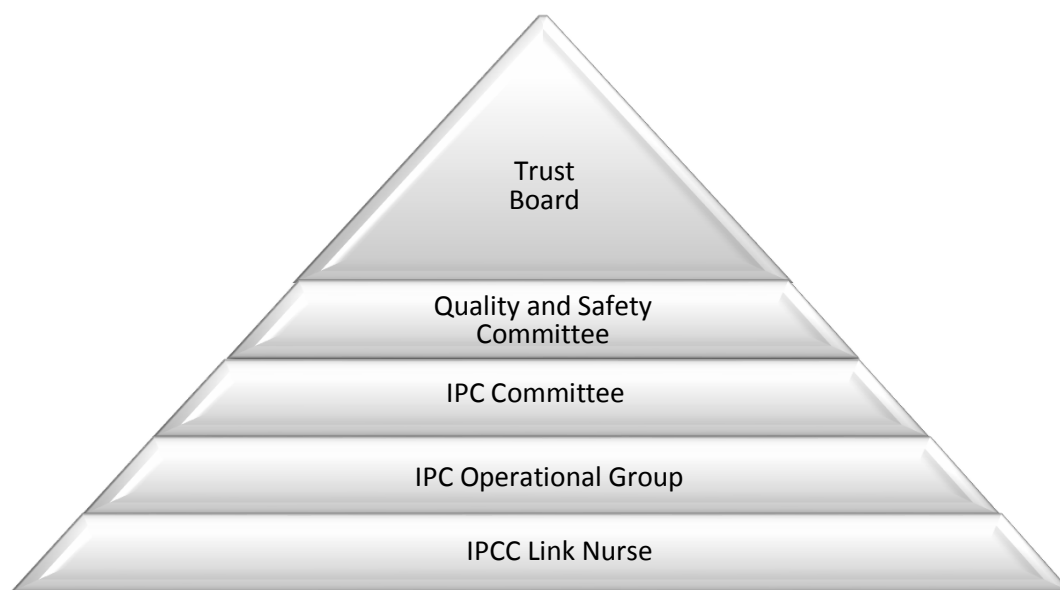 Trust
Board
Quality and Safety
Committee
IPC Committee
IPC Operational Group
IPCC Link Nurse